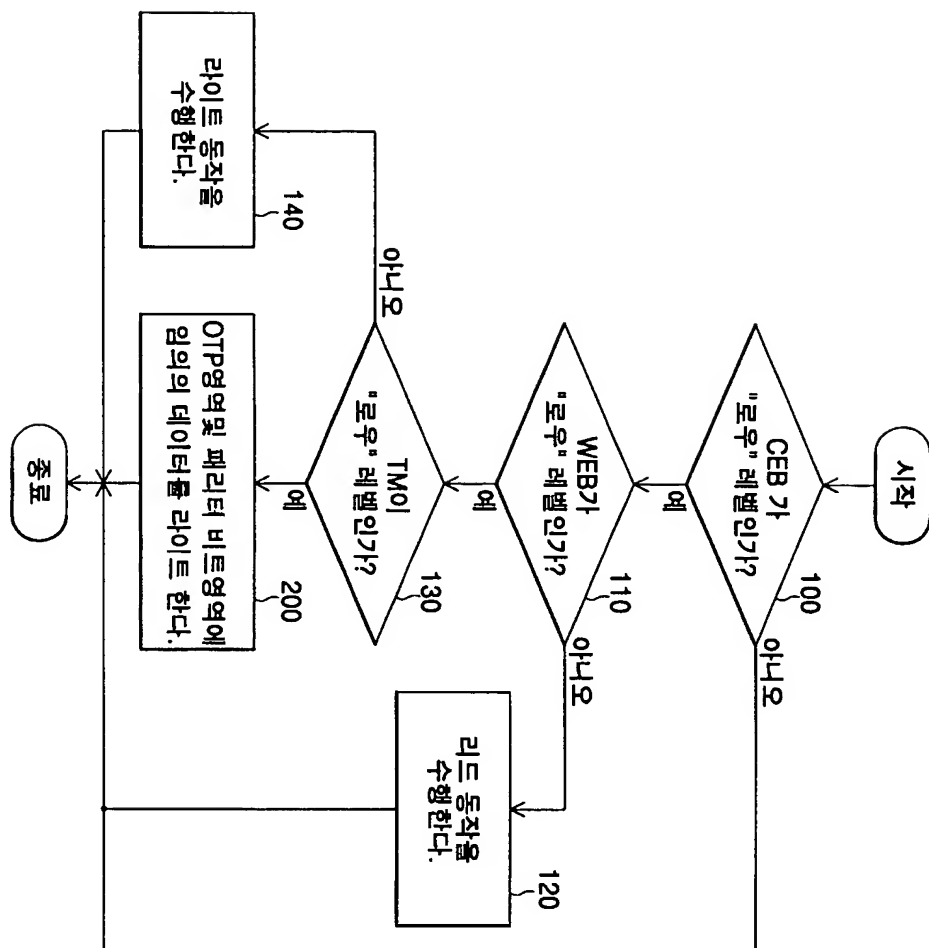 시작
CEB 가
"로우" 레벨인가?
100
아니오
예
WEB가
"로우" 레벨인가?
110
아니오
예
리드 동작을
수행한다.
120
TM이
"로우" 레벨인가?
130
아니오
예
라이트 동작을
수행한다.
140
OTP영역및 패리터 비트영역에
임의의 데이터를 라이트 한다.
200
종료